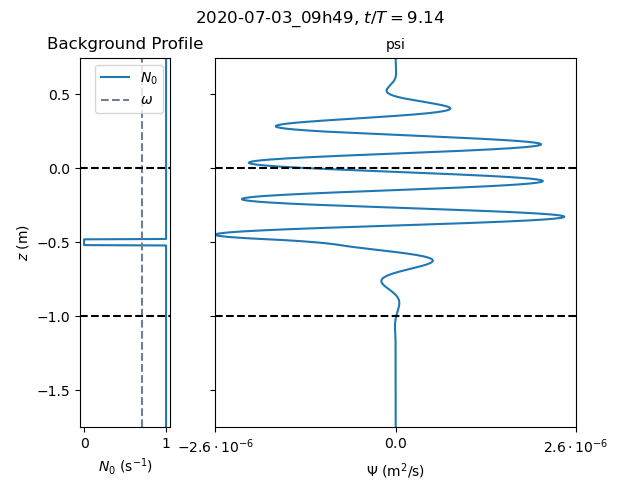 2020-07-03_09h49, t/T = 9.14
Background Profile
psi
N₀
ω
0.5
0.0
−0.5
−1.0
−1.5
z (m)
0 1
N₀ (s⁻¹)
−2.6 · 10⁻⁶ 0.0 2.6 · 10⁻⁶
Ψ (m²/s)